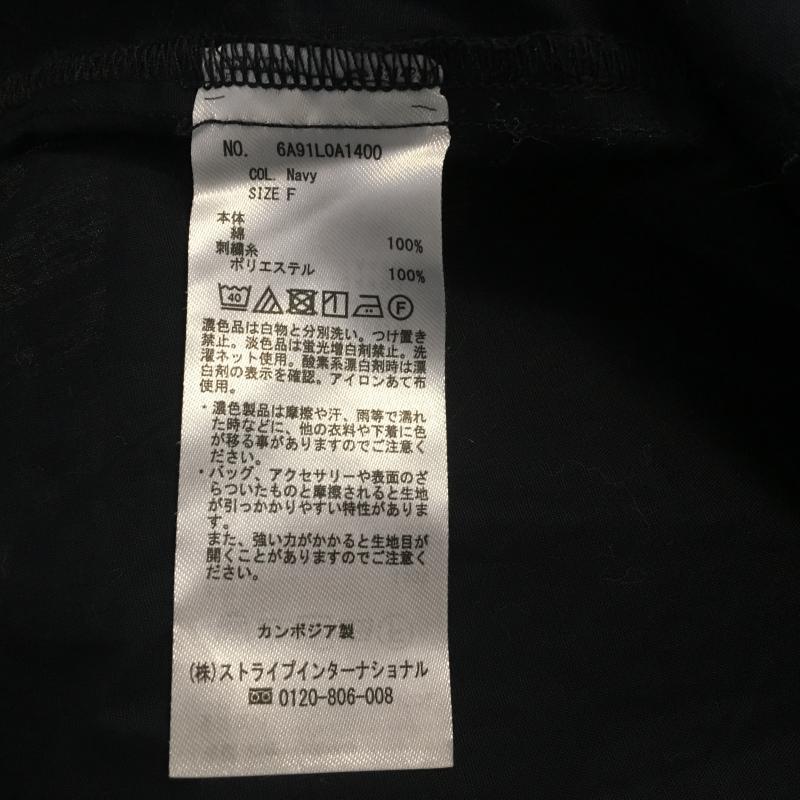 NO. 6A91L0A1400
COL. Navy
SIZE F
本体
綿 100%
刺繍糸
ポリエステル 100%
40 F
濃色品は白物と分別洗い。つけ置き
禁止。淡色品は蛍光増白剤禁止。洗
濯ネット使用。酸素系漂白剤時は漂
白剤の表示を確認。アイロンあて布
使用。
・濃色製品は摩擦や汗、雨等で濡れ
た時などに、他の衣料や下着に色
が移る事がありますのでご注意く
ださい。
・バッグ、アクセサリーや表面のざ
らついたものと摩擦されると生地
が引っかかりやすい特性がありま
す。
また、強い力がかかると生地目が
開くことがありますのでご注意く
ださい。
カンボジア製
(株)ストライプインターナショナル
0120-806-008